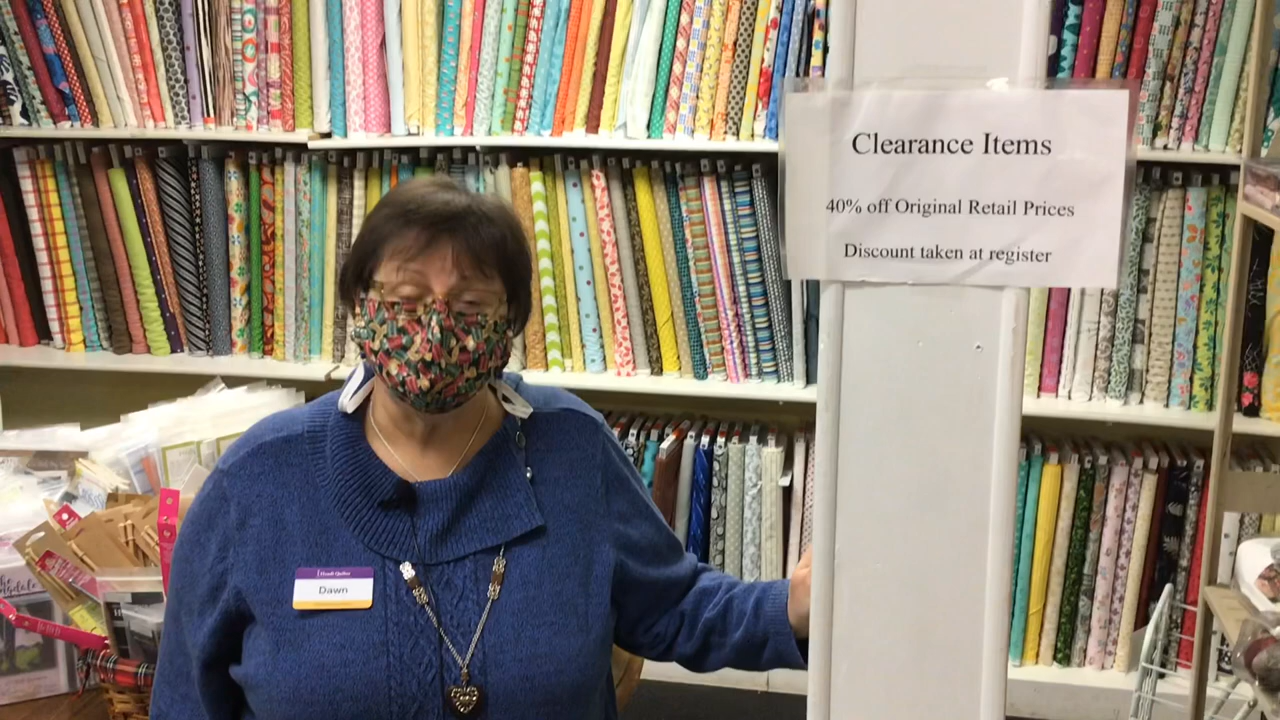 Clearance Items
40% off Original Retail Prices
Discount taken at register
Dawn